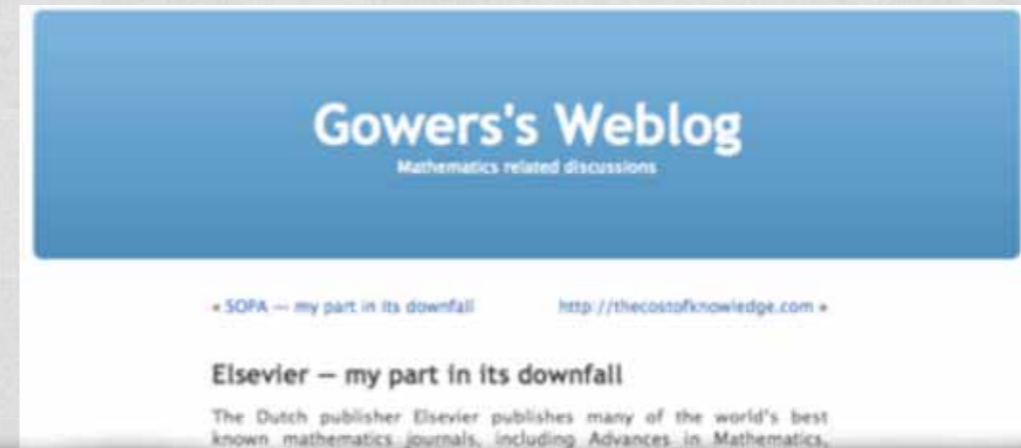 Gowers's Weblog
Mathematics related discussions
« SOPA — my part in its downfall http://thecostofknowledge.com »
Elsevier — my part in its downfall
The Dutch publisher Elsevier publishes many of the world's best
known mathematics journals, including Advances in Mathematics,